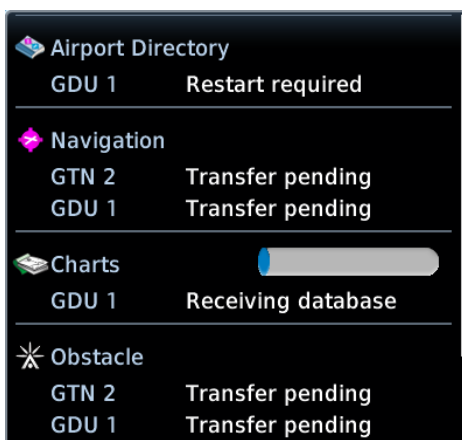 Airport Directory
GDU 1 Restart required
Navigation
GTN 2 Transfer pending
GDU 1 Transfer pending
Charts
GDU 1 Receiving database
Obstacle
GTN 2 Transfer pending
GDU 1 Transfer pending